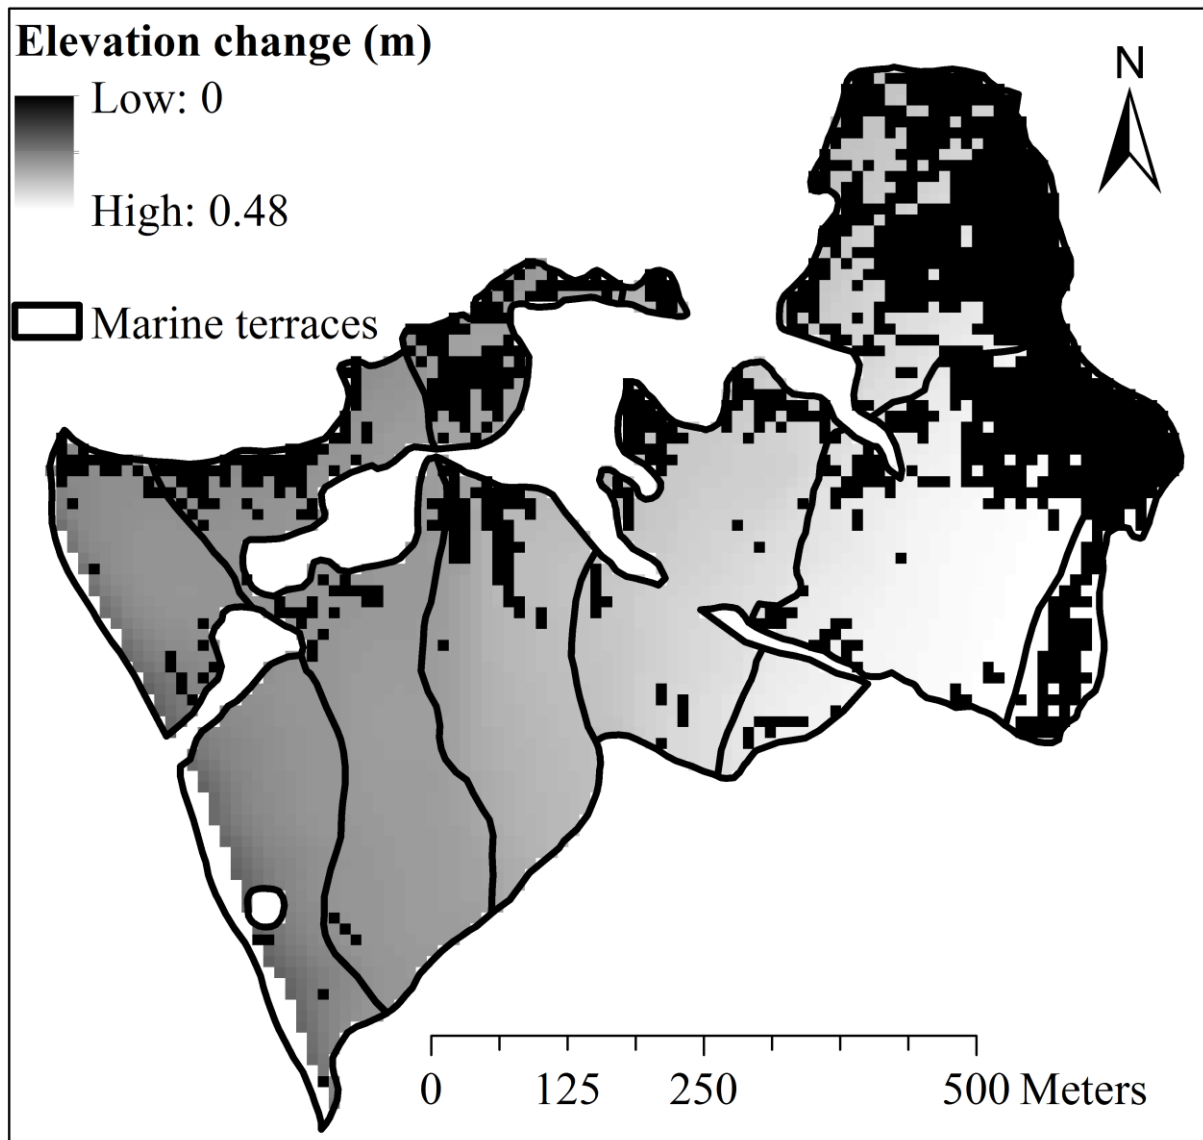 Elevation change (m)
Low: 0
High: 0.48
Marine terraces
N
0 125 250 500 Meters